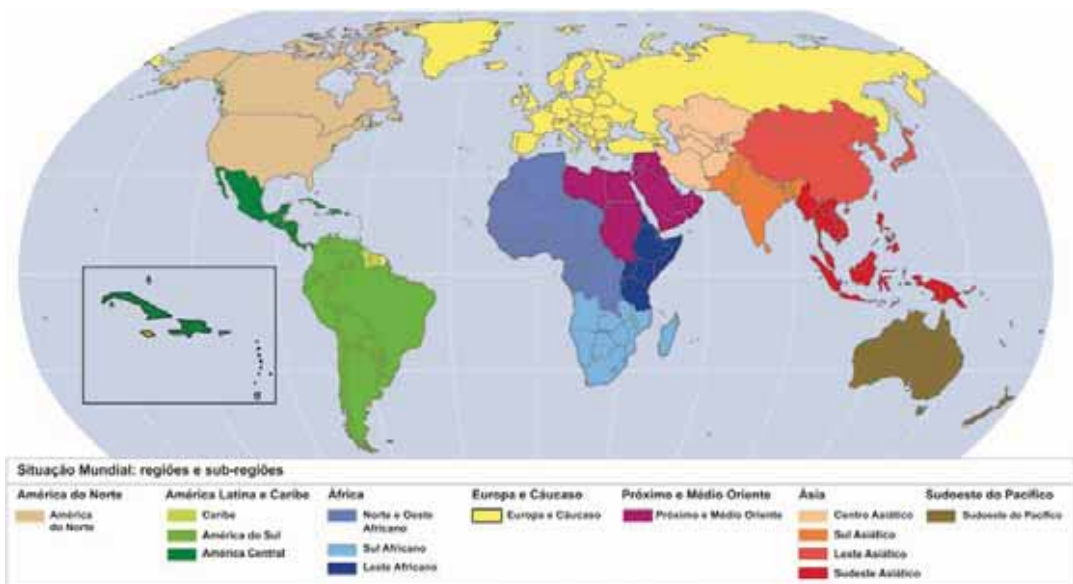 Situação Mundial: regiões e sub-regiões
América do Norte
América
do Norte
América Latina e Caribe
Caribe
América do Sul
América Central
África
Norte e Oeste
Africano
Sul Africano
Leste Africano
Europa e Cáucaso
Europa e Cáucaso
Próximo e Médio Oriente
Próximo e Médio Oriente
Ásia
Centro Asiático
Sul Asiático
Leste Asiático
Sudeste Asiático
Sudoeste do Pacífico
Sudoeste do Pacífico